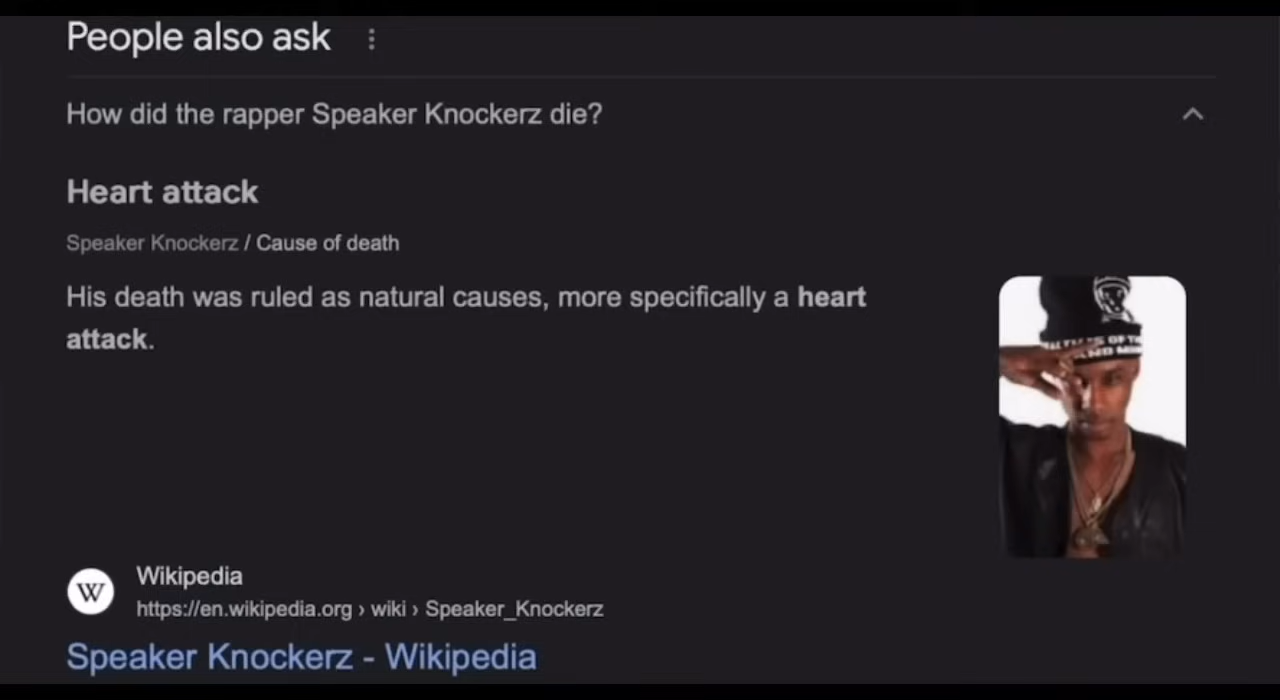 People also ask
How did the rapper Speaker Knockerz die?
Heart attack
Speaker Knockerz / Cause of death
His death was ruled as natural causes, more specifically a heart
attack.
W
Wikipedia
https://en.wikipedia.org › wiki › Speaker_Knockerz
Speaker Knockerz - Wikipedia